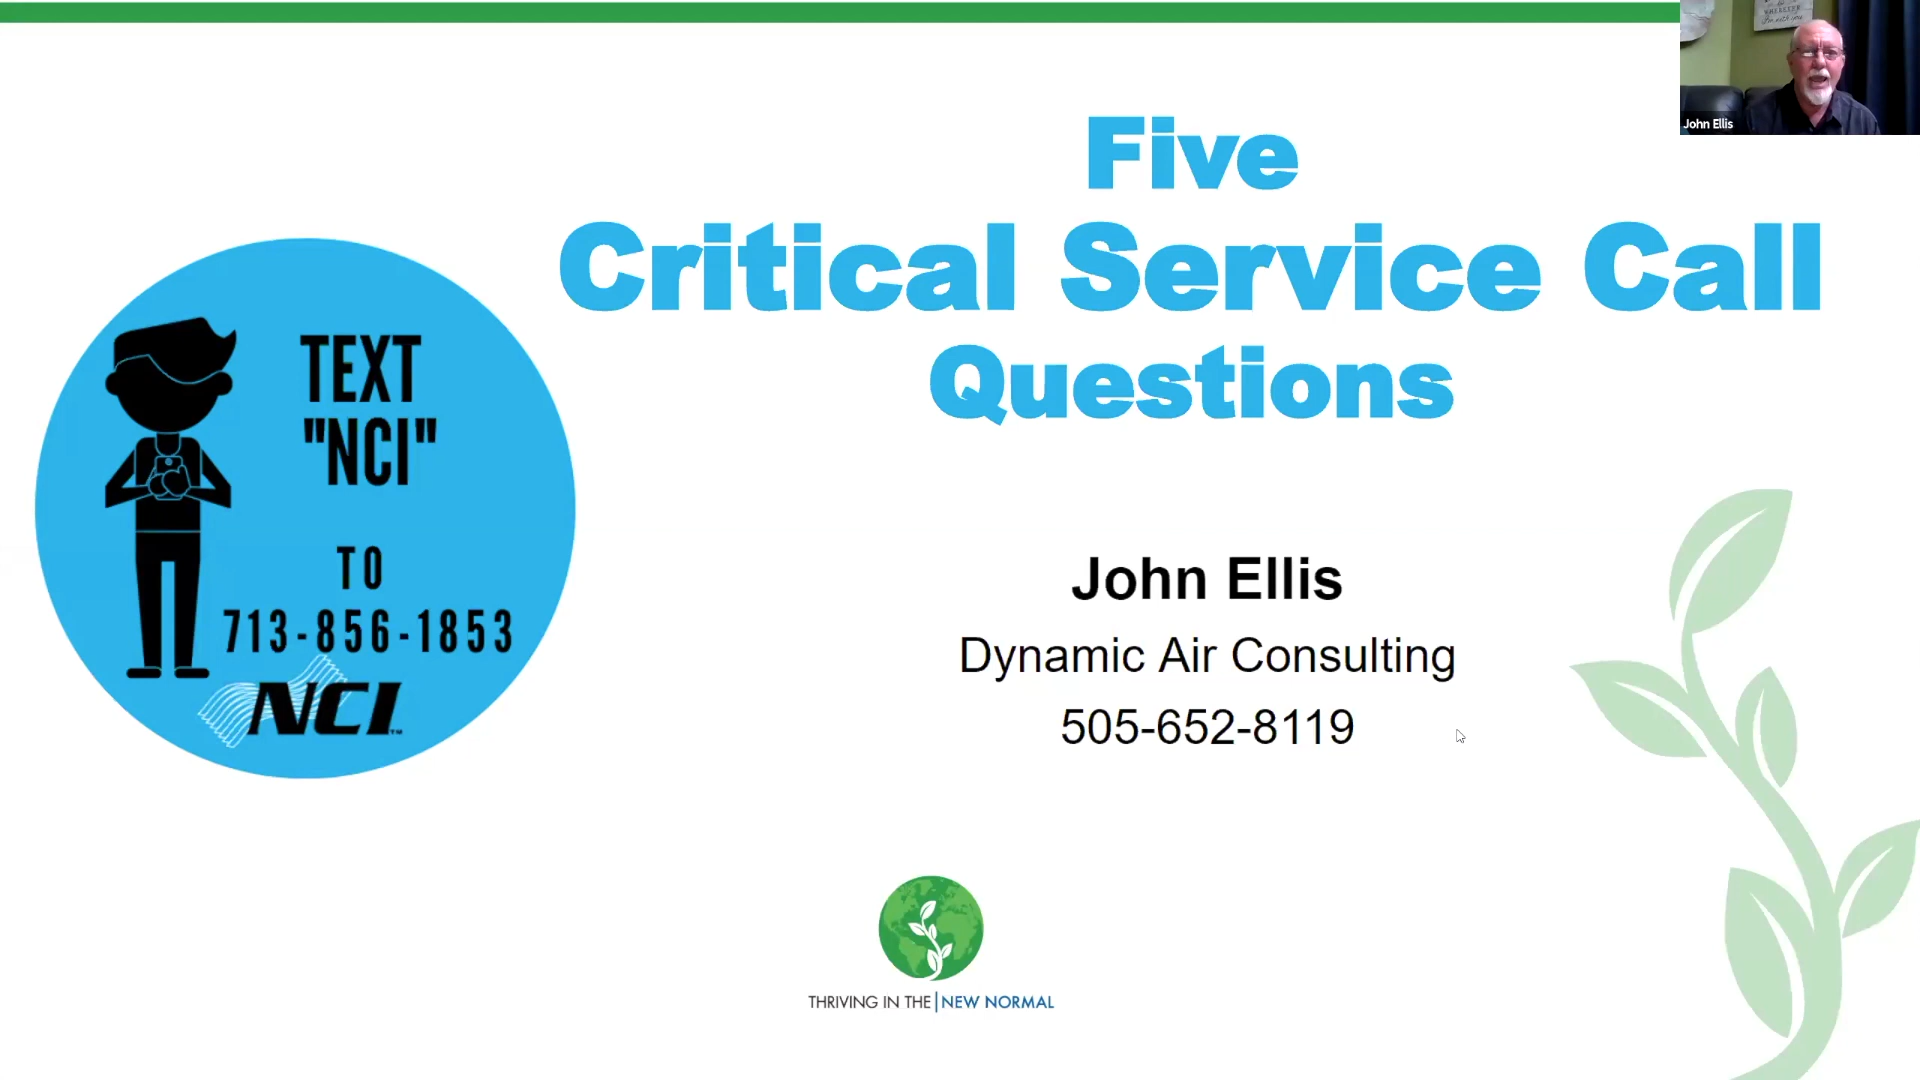 Five
Critical Service Call
Questions
TEXT
"NCI"
TO
713-856-1853
NCI
John Ellis
Dynamic Air Consulting
505-652-8119
THRIVING IN THE|NEW NORMAL
John Ellis